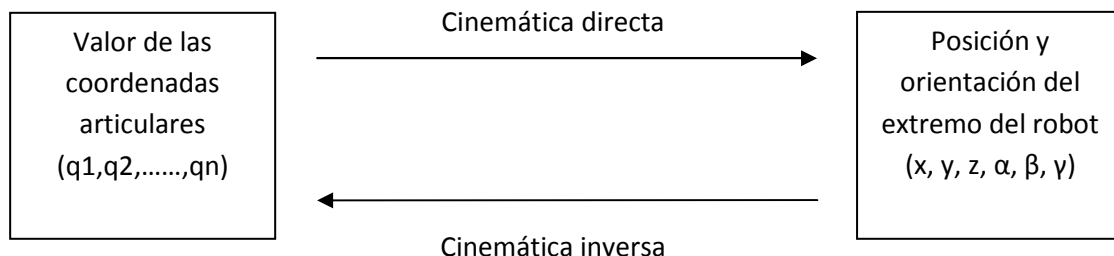 Valor de las
coordenadas
articulares
(q1,q2,……,qn)
Cinemática directa
Cinemática inversa
Posición y
orientación del
extremo del robot
(x, y, z, α, β, γ)